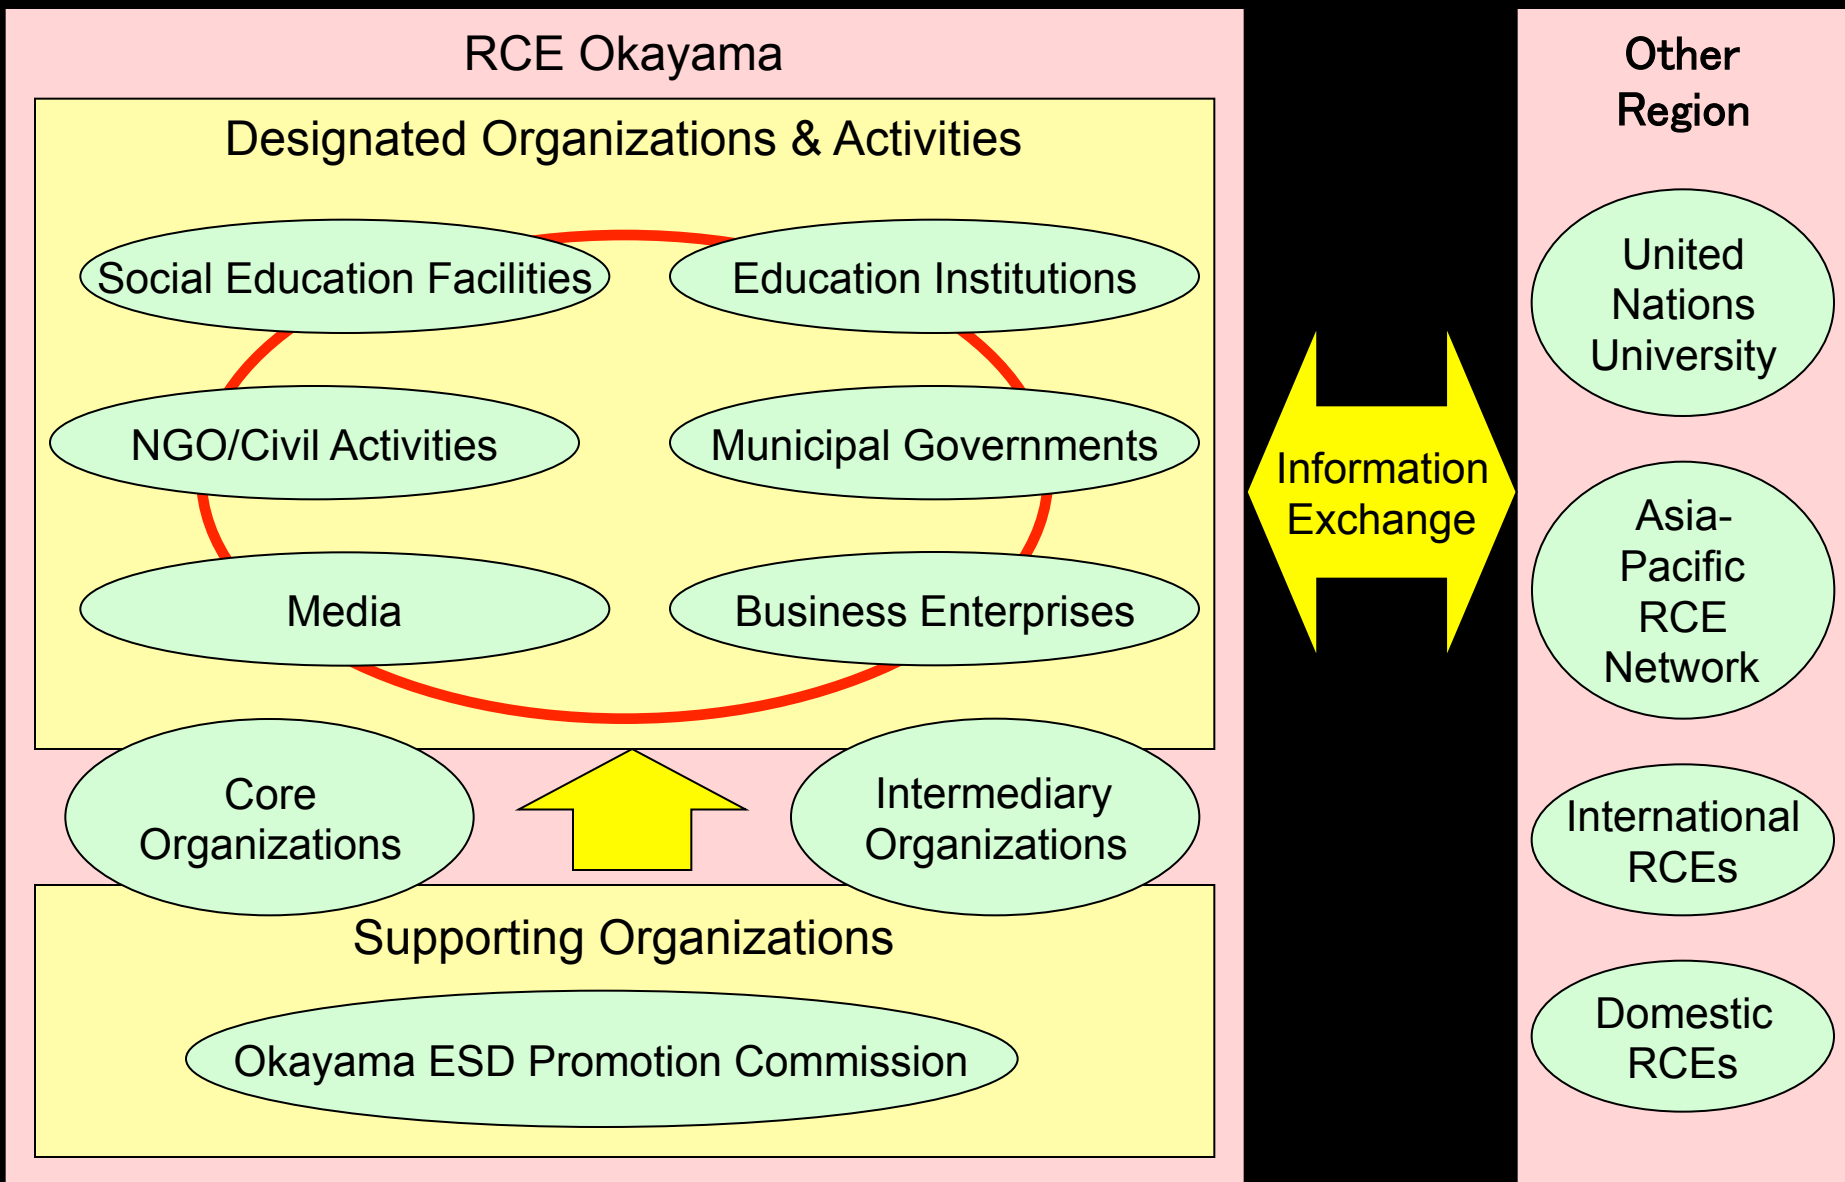 RCE Okayama
Designated Organizations & Activities
Social Education Facilities
Education Institutions
NGO/Civil Activities
Municipal Governments
Media
Business Enterprises
Core
Organizations
Intermediary
Organizations
Supporting Organizations
Okayama ESD Promotion Commission
Information
Exchange
Other
Region
United
Nations
University
Asia-
Pacific
RCE
Network
International
RCEs
Domestic
RCEs